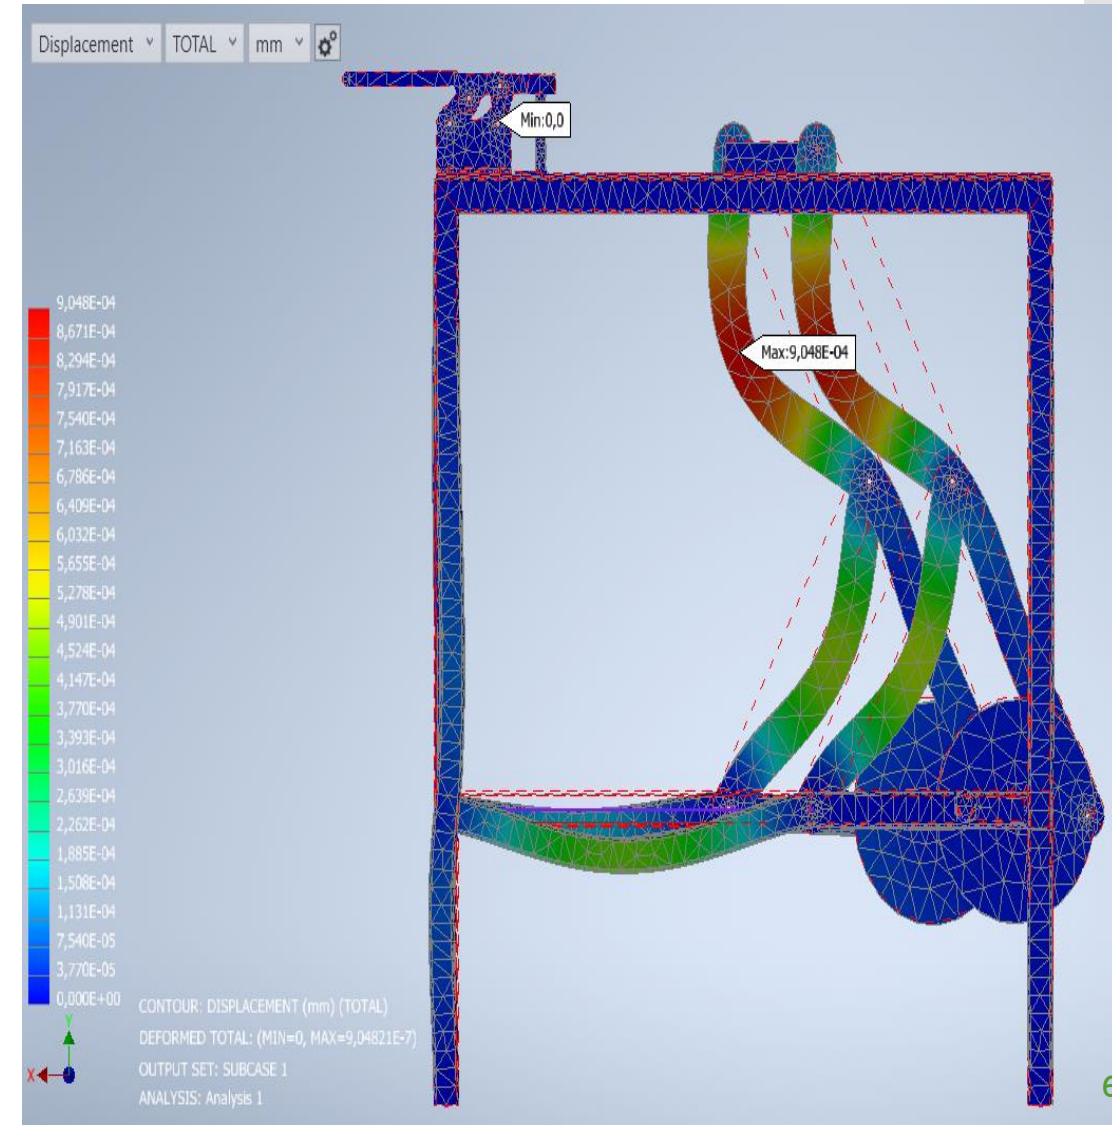 Displacement TOTAL mm
Min:0,0
Max:9,048E-04
9,048E-04
8,671E-04
8,294E-04
7,917E-04
7,540E-04
7,163E-04
6,786E-04
6,409E-04
6,032E-04
5,655E-04
5,278E-04
4,901E-04
4,524E-04
4,147E-04
3,770E-04
3,393E-04
3,016E-04
2,639E-04
2,262E-04
1,885E-04
1,508E-04
1,131E-04
7,540E-05
3,770E-05
0,000E+00
Y
X
CONTOUR: DISPLACEMENT (mm) (TOTAL)
DEFORMED TOTAL: (MIN=0, MAX=9,04821E-7)
OUTPUT SET: SUBCASE 1
ANALYSIS: Analysis 1